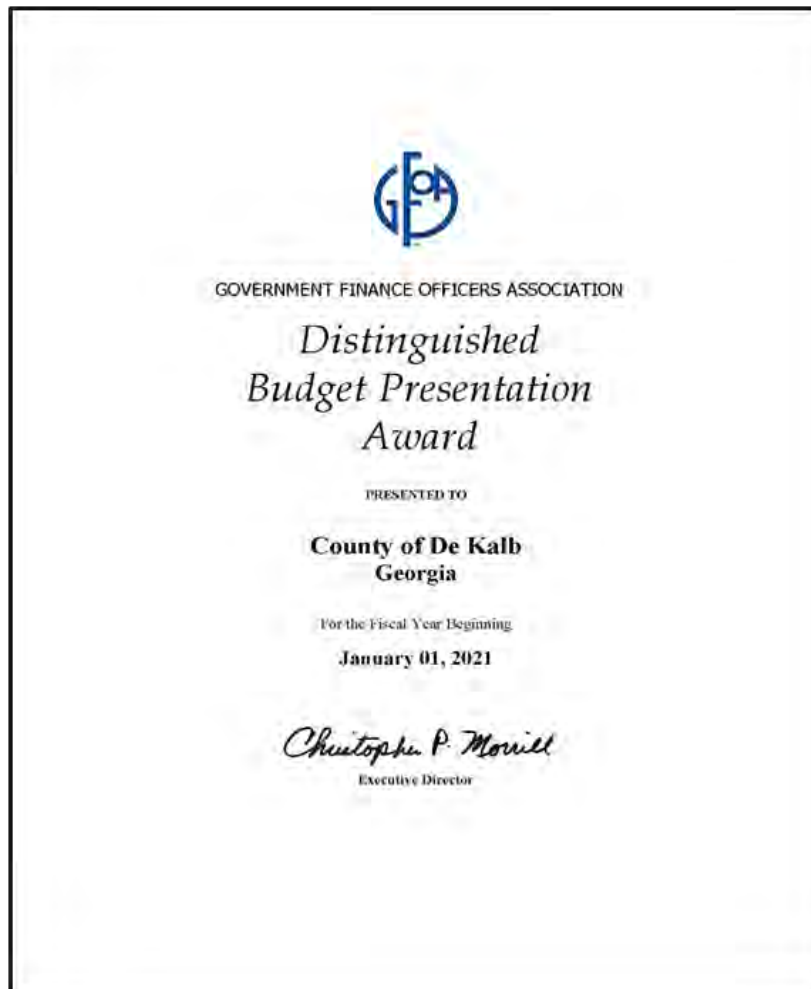 GFOA
GOVERNMENT FINANCE OFFICERS ASSOCIATION
Distinguished
Budget Presentation
Award
PRESENTED TO
County of De Kalb
Georgia
For the Fiscal Year Beginning
January 01, 2021
Christopher P. Morrill
Executive Director